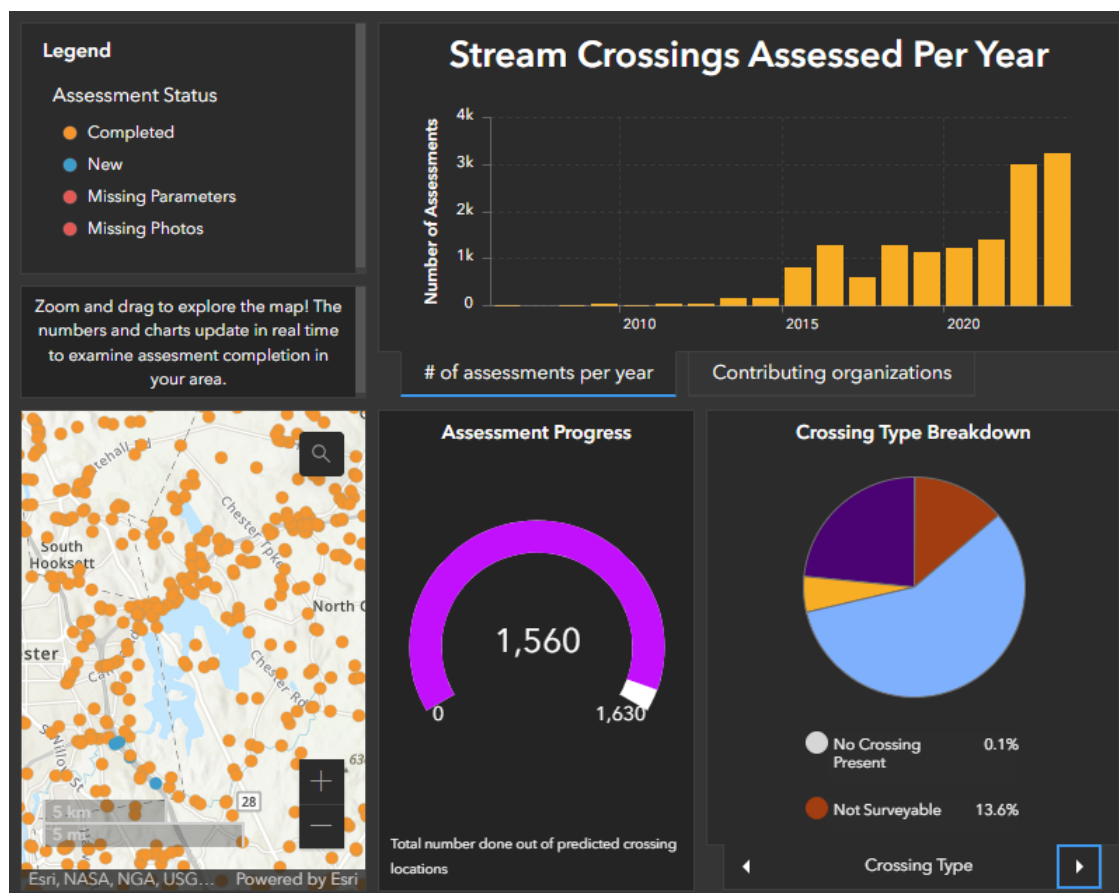 Legend
Assessment Status
Completed
New
Missing Parameters
Missing Photos
Zoom and drag to explore the map! The
numbers and charts update in real time
to examine assesment completion in
your area.
Stream Crossings Assessed Per Year
Number of Assessments
4k
3k
2k
1k
0
2010
2015
2020
# of assessments per year
Contributing organizations
South
Hooksett
Chester Tpke
North
ster
Chester Rd
S Willow St
28
5 km
5 mi
Esri, NASA, NGA, USG... Powered by Esri
Assessment Progress
1,560
0
1,630
Total number done out of predicted crossing
locations
Crossing Type Breakdown
No Crossing
Present
0.1%
Not Surveyable
13.6%
Crossing Type